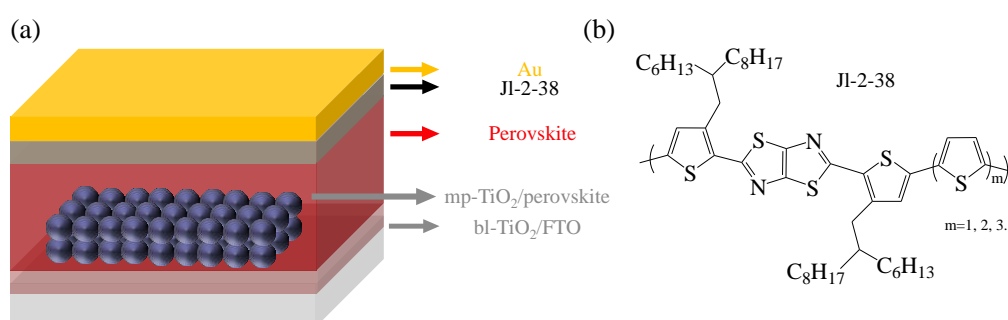 (a)
Au
Jl-2-38
Perovskite
mp-TiO2/perovskite
bl-TiO2/FTO
(b)
Jl-2-38
C6H13 C8H17
S
S
N
N
S
S
S
m
m=1, 2, 3.
C8H17 C6H13